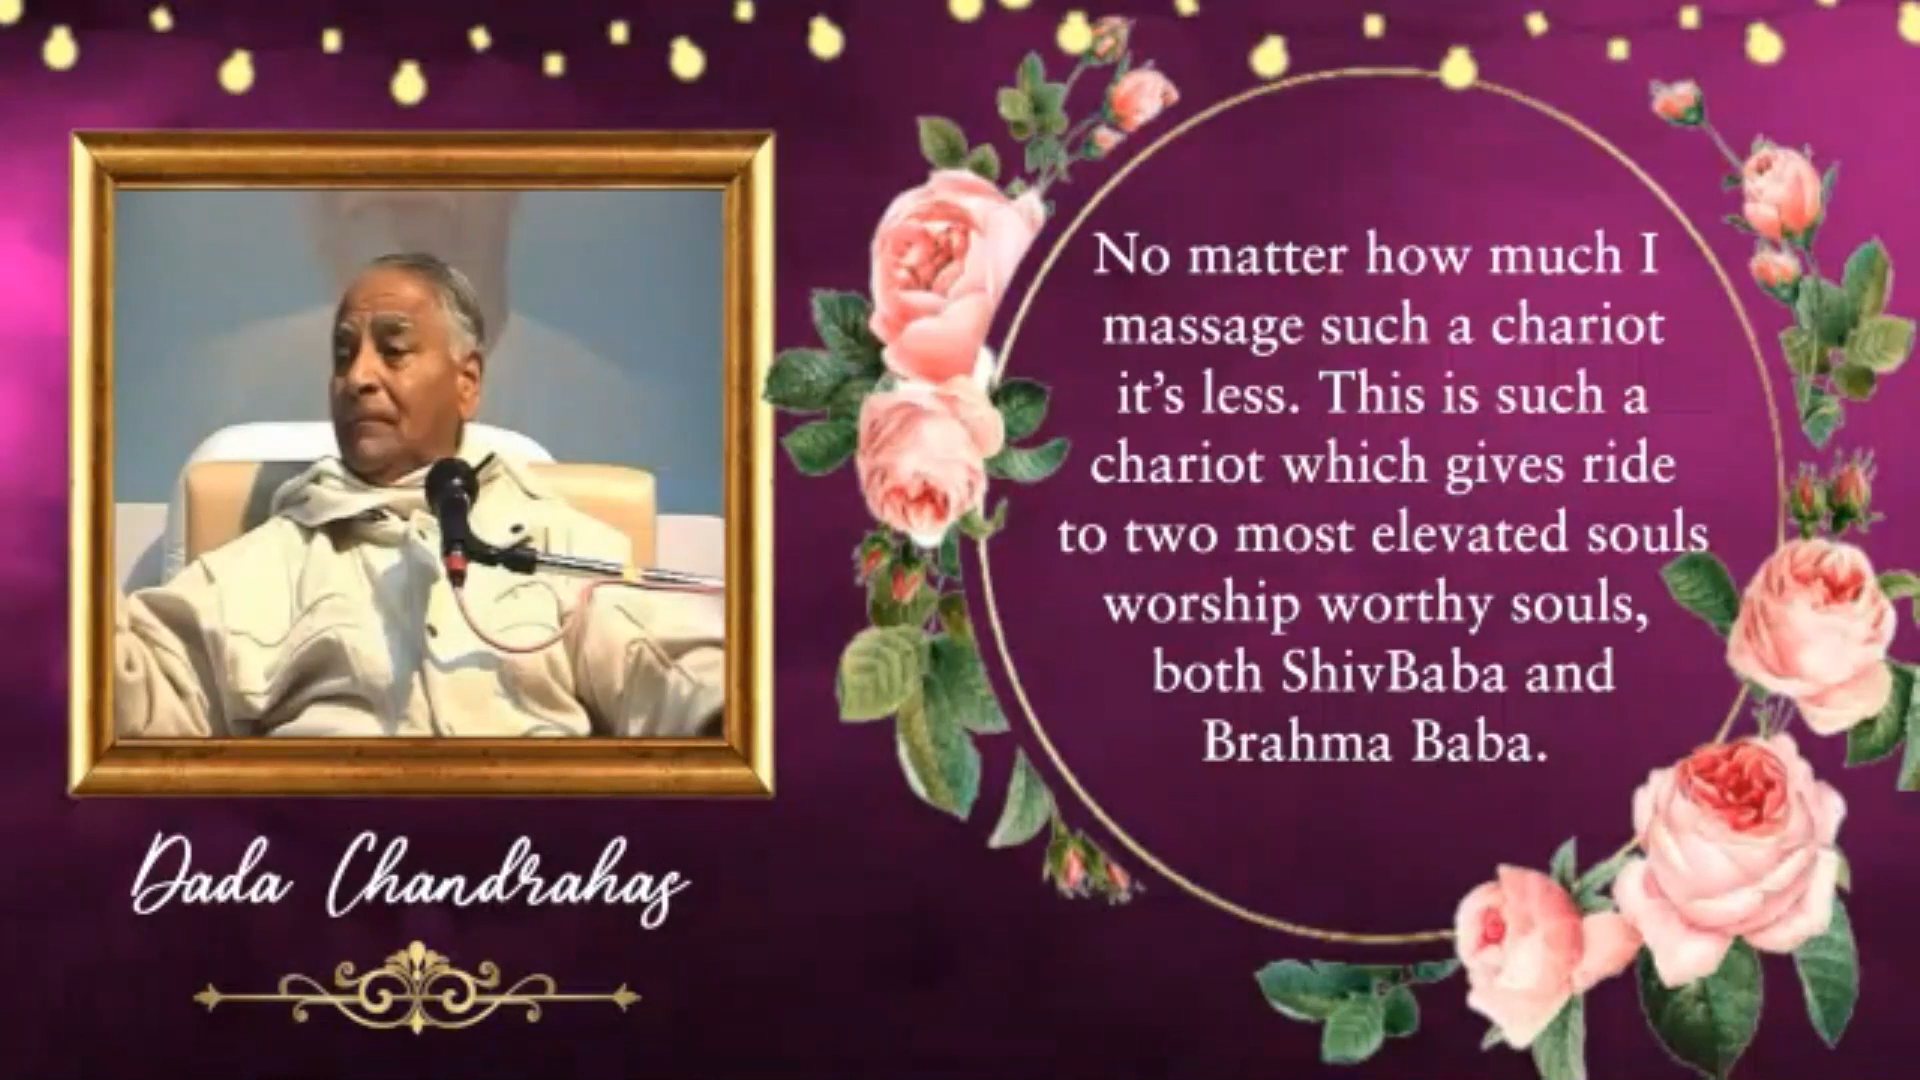 No matter how much I
massage such a chariot
it’s less. This is such a
chariot which gives ride
to two most elevated souls
worship worthy souls,
both ShivBaba and
Brahma Baba.
Dada Chandrahas